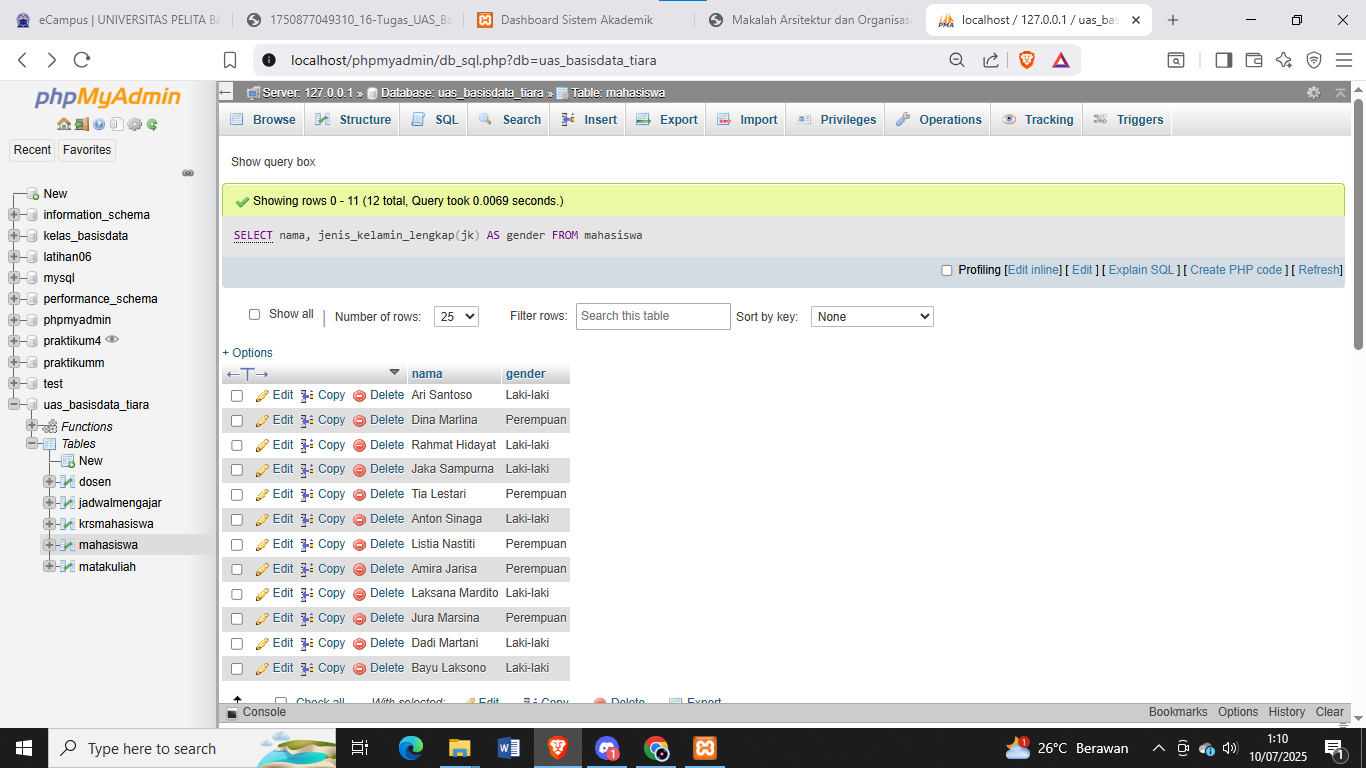 eCampus | UNIVERSITAS PELITA BA
1750877049310_16-Tugas_UAS_Ba
Dashboard Sistem Akademik
Makalah Arsitektur dan Organisas
localhost / 127.0.0.1 / uas_bas
localhost/phpmyadmin/db_sql.php?db=uas_basisdata_tiara
phpMyAdmin
Recent Favorites
New
information_schema
kelas_basisdata
latihan06
mysql
performance_schema
phpmyadmin
praktikum4
praktikumm
test
uas_basisdata_tiara
Functions
Tables
New
dosen
jadwalmengajar
krsmahasiswa
mahasiswa
matakuliah
Server: 127.0.0.1 » Database: uas_basisdata_tiara » Table: mahasiswa
Browse Structure SQL Search Insert Export Import Privileges Operations Tracking Triggers
Show query box
Showing rows 0 - 11 (12 total, Query took 0.0069 seconds.)
SELECT nama, jenis_kelamin_lengkap(jk) AS gender FROM mahasiswa
Profiling [Edit inline] [ Edit ] [ Explain SQL ] [ Create PHP code ] [ Refresh]
Show all | Number of rows: 25 Filter rows: Search this table Sort by key: None
+ Options
←T→ nama gender
Edit Copy Delete Ari Santoso Laki-laki
Edit Copy Delete Dina Marlina Perempuan
Edit Copy Delete Rahmat Hidayat Laki-laki
Edit Copy Delete Jaka Sampurna Laki-laki
Edit Copy Delete Tia Lestari Perempuan
Edit Copy Delete Anton Sinaga Laki-laki
Edit Copy Delete Listia Nastiti Perempuan
Edit Copy Delete Amira Jarisa Perempuan
Edit Copy Delete Laksana Mardito Laki-laki
Edit Copy Delete Jura Marsina Perempuan
Edit Copy Delete Dadi Martani Laki-laki
Edit Copy Delete Bayu Laksono Laki-laki
Check all With selected: Edit Copy Delete Export
Console Bookmarks Options History Clear
Type here to search
26°C Berawan
1:10
10/07/2025